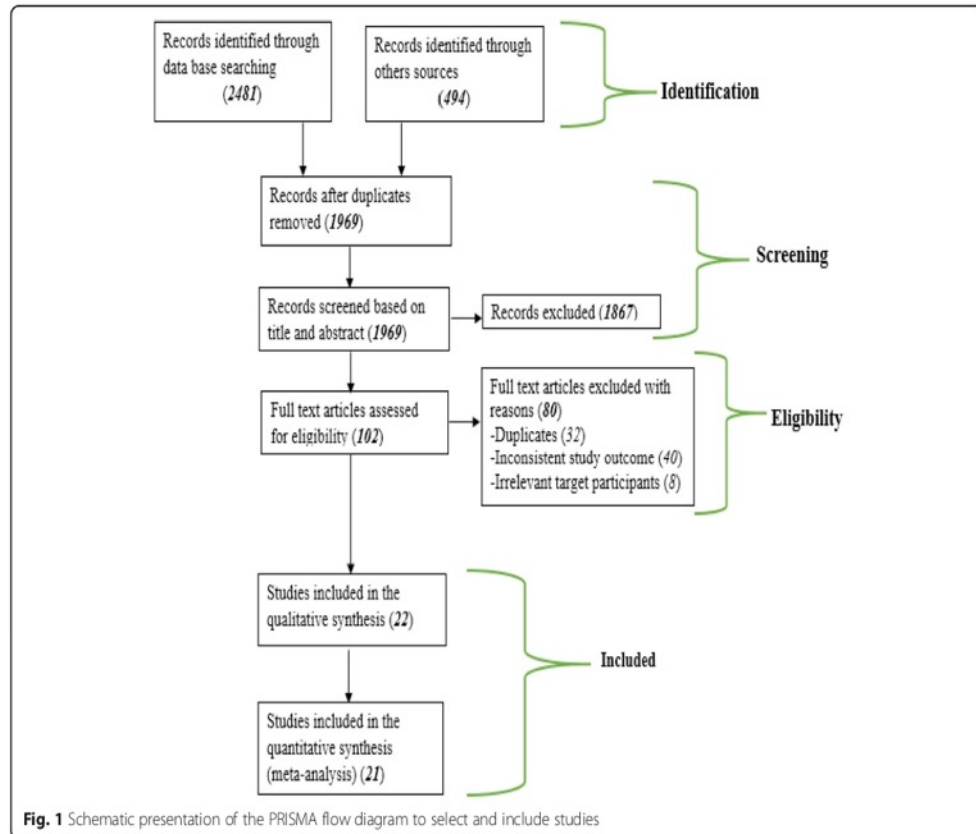 Records identified through
data base searching
(2481)
Records identified through
others sources
(494)
Identification
Records after duplicates
removed (1969)
Screening
Records screened based on
title and abstract (1969)
Records excluded (1867)
Full text articles assessed
for eligibility (102)
Full text articles excluded with
reasons (80)
-Duplicates (32)
-Inconsistent study outcome (40)
-Irrelevant target participants (8)
Eligibility
Studies included in the
qualitative synthesis (22)
Included
Studies included in the
quantitative synthesis
(meta-analysis) (21)
Fig. 1 Schematic presentation of the PRISMA flow diagram to select and include studies